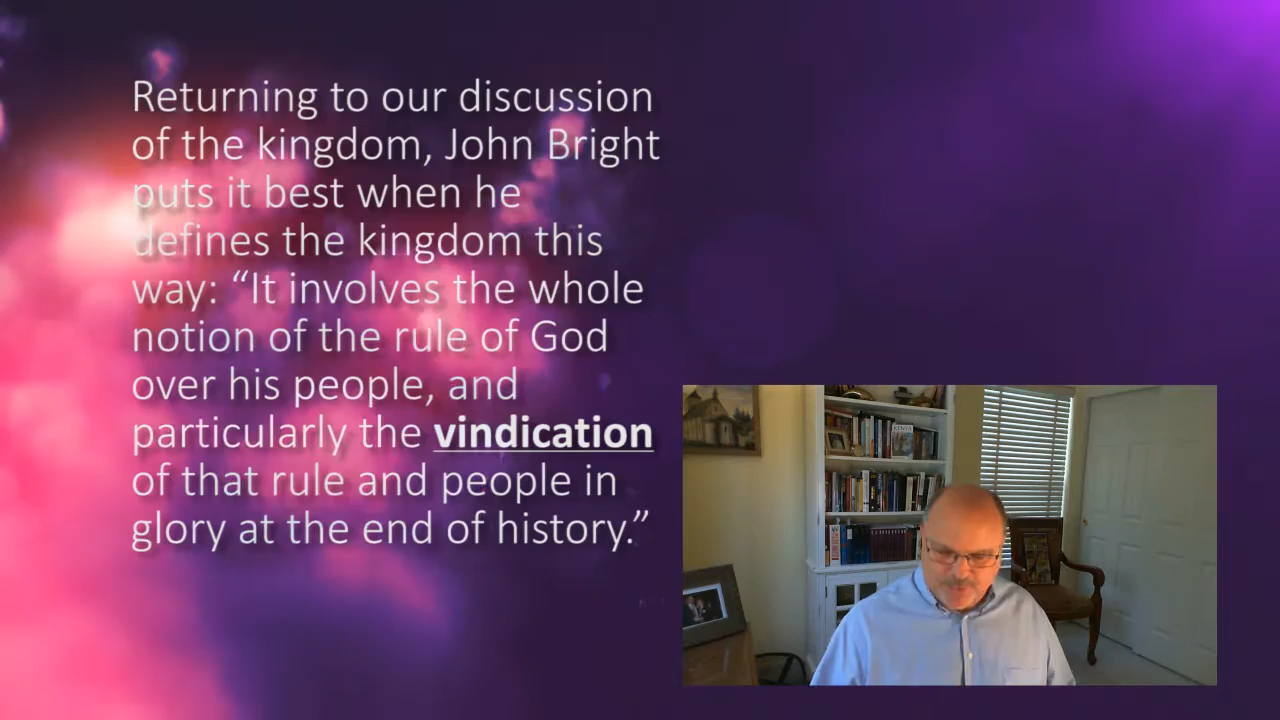 Returning to our discussion
of the kingdom, John Bright
puts it best when he
defines the kingdom this
way: “It involves the whole
notion of the rule of God
over his people, and
particularly the vindication
of that rule and people in
glory at the end of history.”
KENYA